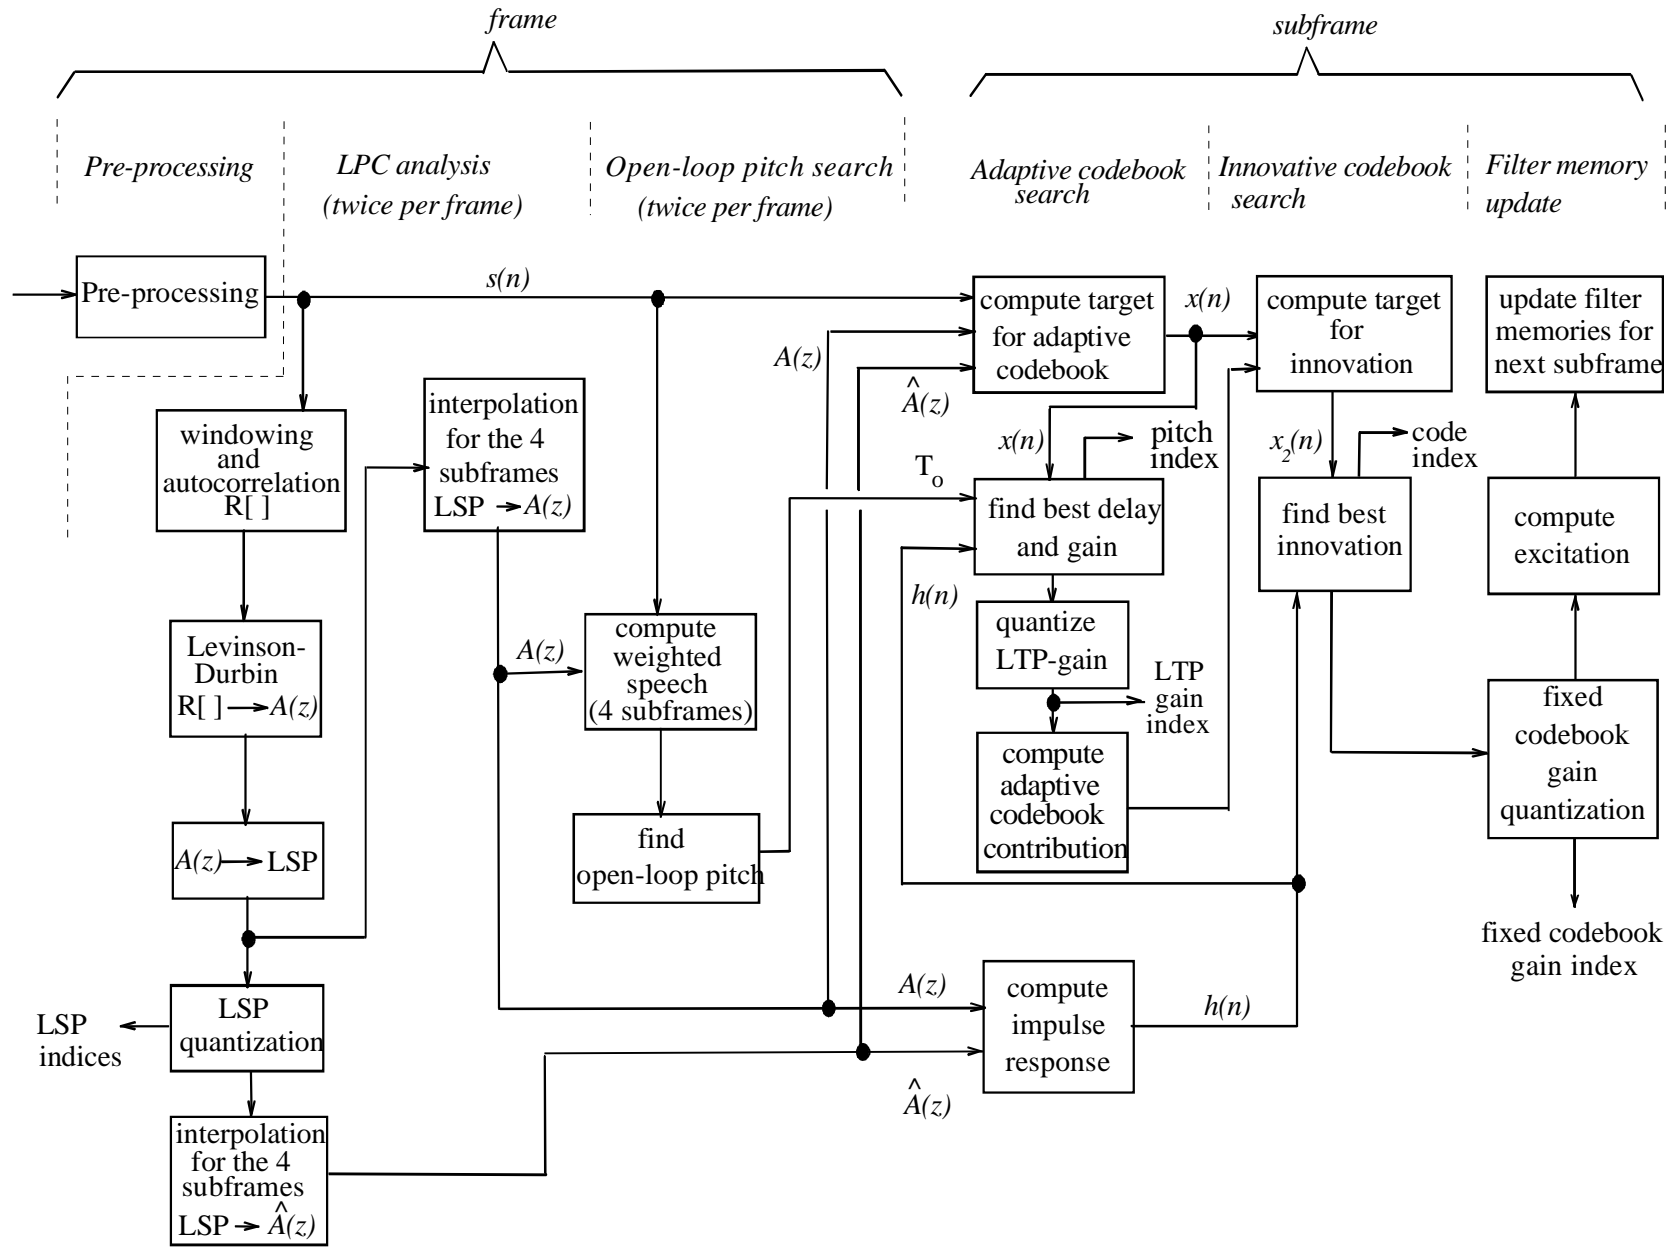 frame
subframe
Pre-processing
LPC analysis
(twice per frame)
Open-loop pitch search
(twice per frame)
Adaptive codebook
search
Innovative codebook
search
Filter memory
update
Pre-processing
s(n)
windowing
and
autocorrelation
R[ ]
Levinson-
Durbin
R[ ] → A(z)
A(z) → LSP
LSP
quantization
LSP
indices
interpolation
for the 4
subframes
LSP → Â(z)
interpolation
for the 4
subframes
LSP → A(z)
A(z)
compute
weighted
speech
(4 subframes)
find
open-loop pitch
A(z)
Â(z)
compute target
for adaptive
codebook
x(n)
x(n)
pitch
index
T₀
find best delay
and gain
h(n)
quantize
LTP-gain
LTP
gain
index
compute
adaptive
codebook
contribution
A(z)
Â(z)
compute
impulse
response
h(n)
compute target
for
innovation
x₂(n)
code
index
find best
innovation
update filter
memories for
next subframe
compute
excitation
fixed
codebook
gain
quantization
fixed codebook
gain index